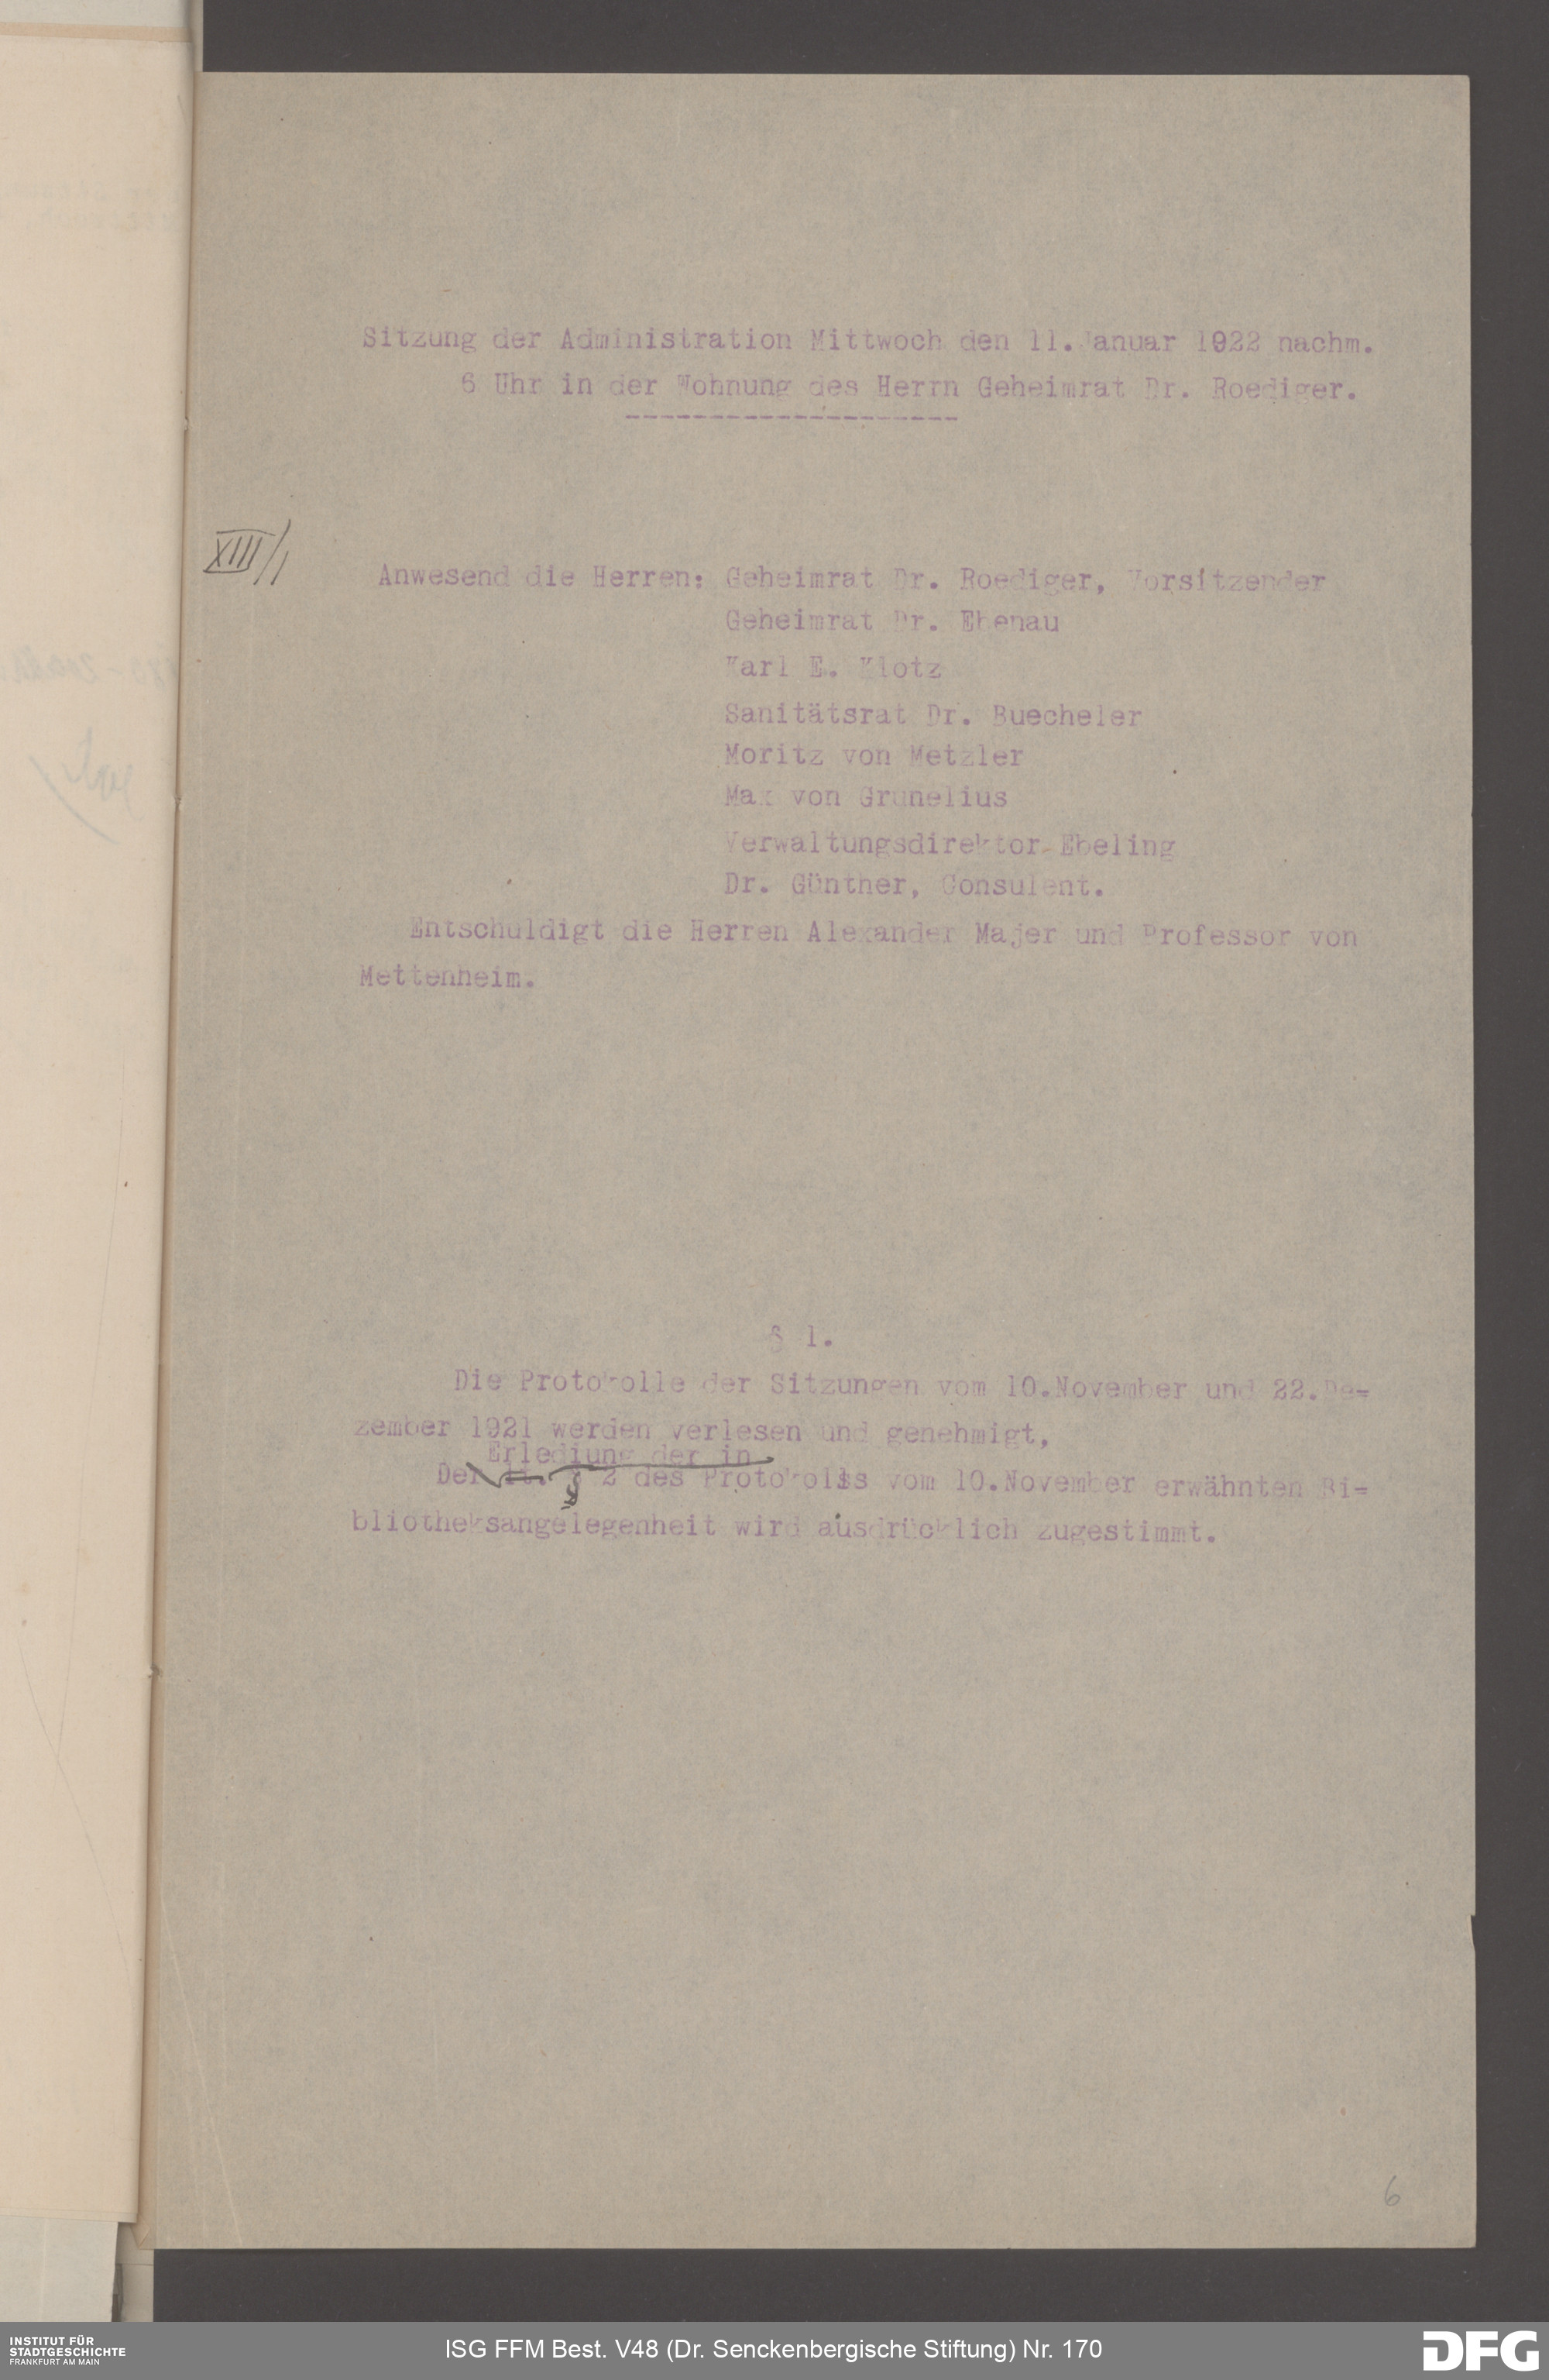 Sitzung der Administration Mittwoch den 11.Januar 1922 nachm.
6 Uhr in der Wohnung des Herrn Geheimrat Dr. Roediger.
--------------------
XIII/1
Anwesend die Herren: Geheimrat Dr. Roediger, Vorsitzender
Geheimrat Dr. Ebenau
Karl E. Klotz
Sanitätsrat Dr. Buecheler
Moritz von Metzler
Max von Grunelius
Verwaltungsdirektor Ebeling
Dr. Günther, Consulent.
Entschuldigt die Herren Alexander Majer und Professor von
Mettenheim.
§ 1.
Die Protokolle der Sitzungen vom 10.November und 22.De=
zember 1921 werden verlesen und genehmigt,
Erlediung der in
Der lt. § 2 des Protokolls vom 10.November erwähnten Bi=
bliotheksangelegenheit wird ausdrücklich zugestimmt.
6
INSTITUT FÜR
STADTGESCHICHTE
FRANKFURT AM MAIN
ISG FFM Best. V48 (Dr. Senckenbergische Stiftung) Nr. 170
DFG